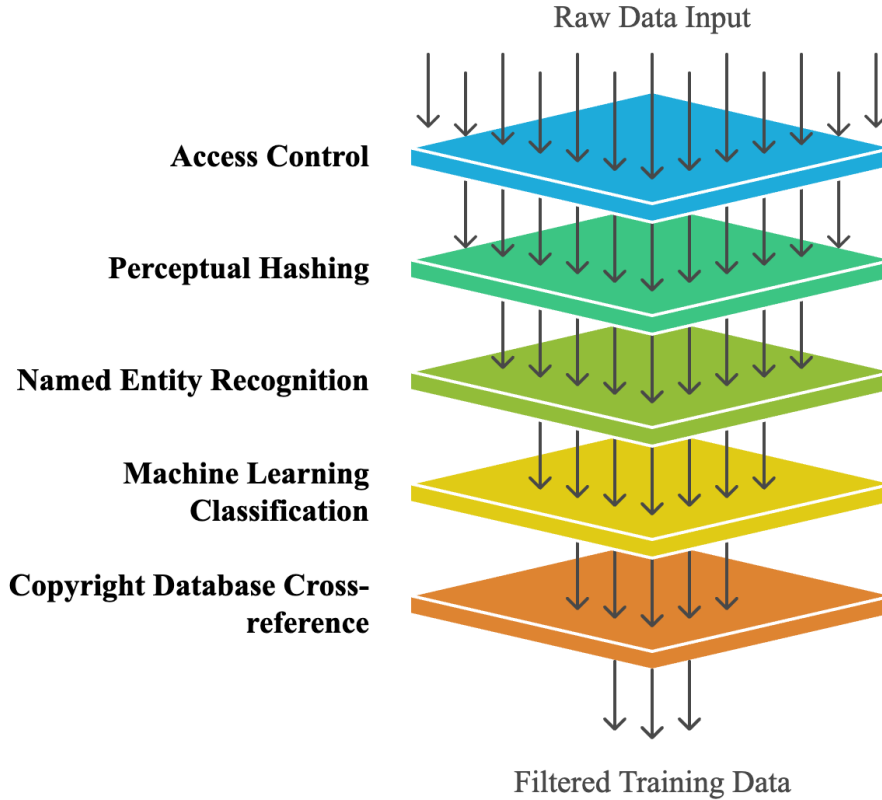 Raw Data Input
Access Control
Perceptual Hashing
Named Entity Recognition
Machine Learning
Classification
Copyright Database Cross-
reference
Filtered Training Data